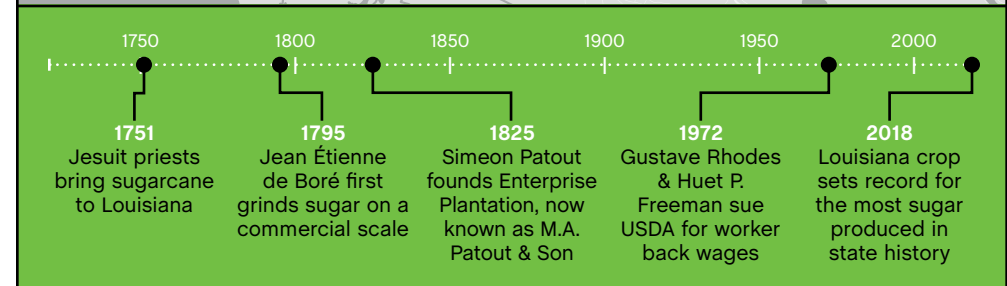 1750 1800 1850 1900 1950 2000
1751
Jesuit priests
bring sugarcane
to Louisiana
1795
Jean Étienne
de Boré first
grinds sugar on a
commercial scale
1825
Simeon Patout
founds Enterprise
Plantation, now
known as M.A.
Patout & Son
1972
Gustave Rhodes
& Huet P.
Freeman sue
USDA for worker
back wages
2018
Louisiana crop
sets record for
the most sugar
produced in
state history